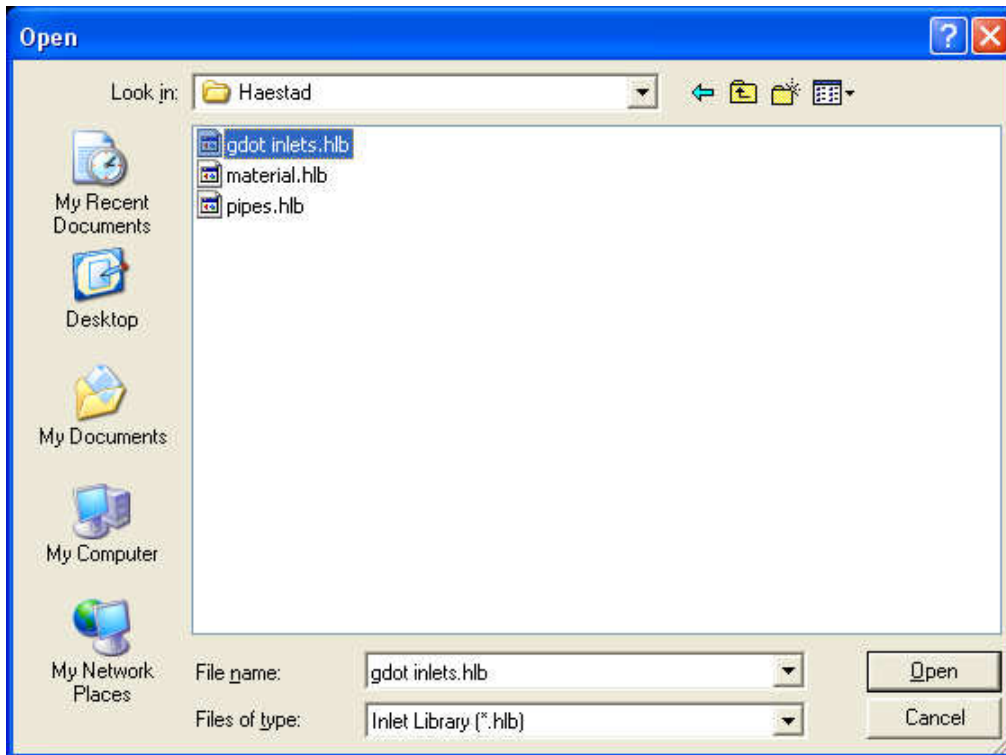 Open
Look in: Haestad
gdot inlets.hlb
material.hlb
pipes.hlb
My Recent
Documents
Desktop
My Documents
My Computer
My Network
Places
File name: gdot inlets.hlb Open
Files of type: Inlet Library (*.hlb) Cancel